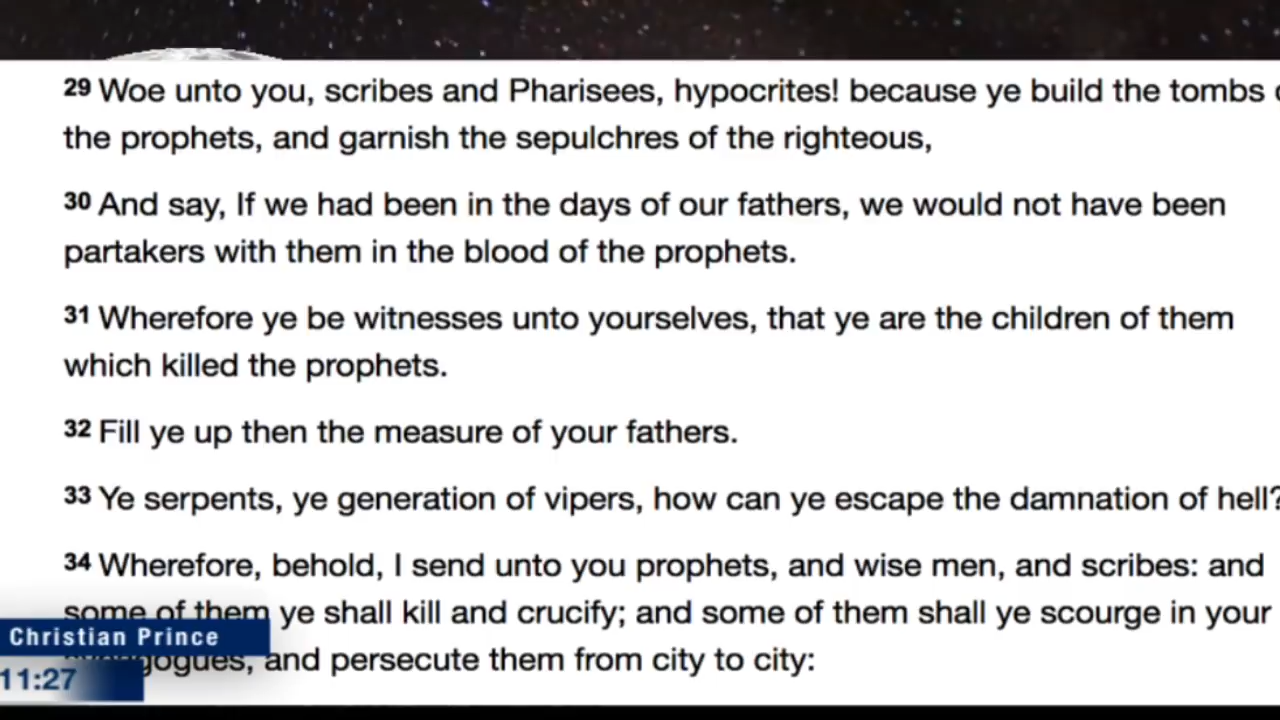 29 Woe unto you, scribes and Pharisees, hypocrites! because ye build the tombs
the prophets, and garnish the sepulchres of the righteous,
30 And say, If we had been in the days of our fathers, we would not have been
partakers with them in the blood of the prophets.
31 Wherefore ye be witnesses unto yourselves, that ye are the children of them
which killed the prophets.
32 Fill ye up then the measure of your fathers.
33 Ye serpents, ye generation of vipers, how can ye escape the damnation of hell?
34 Wherefore, behold, I send unto you prophets, and wise men, and scribes: and
some of them ye shall kill and crucify; and some of them shall ye scourge in your
Christian Prince
and persecute them from city to city:
11:27